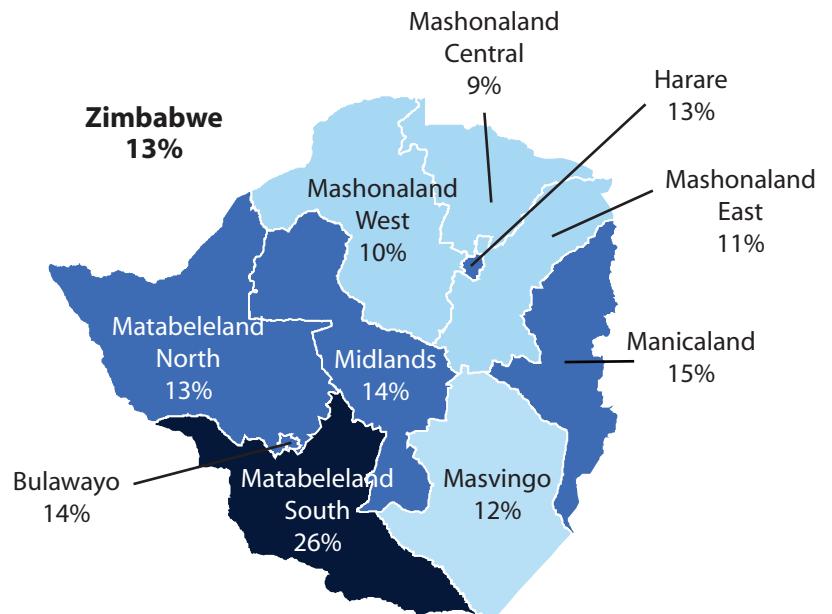 Mashonaland
Central
9%
Harare
13%
Zimbabwe
13%
Mashonaland
East
11%
Mashonaland
West
10%
Matabeleland
North
13%
Midlands
14%
Manicaland
15%
Bulawayo
14%
Matabeleland
South
26%
Masvingo
12%